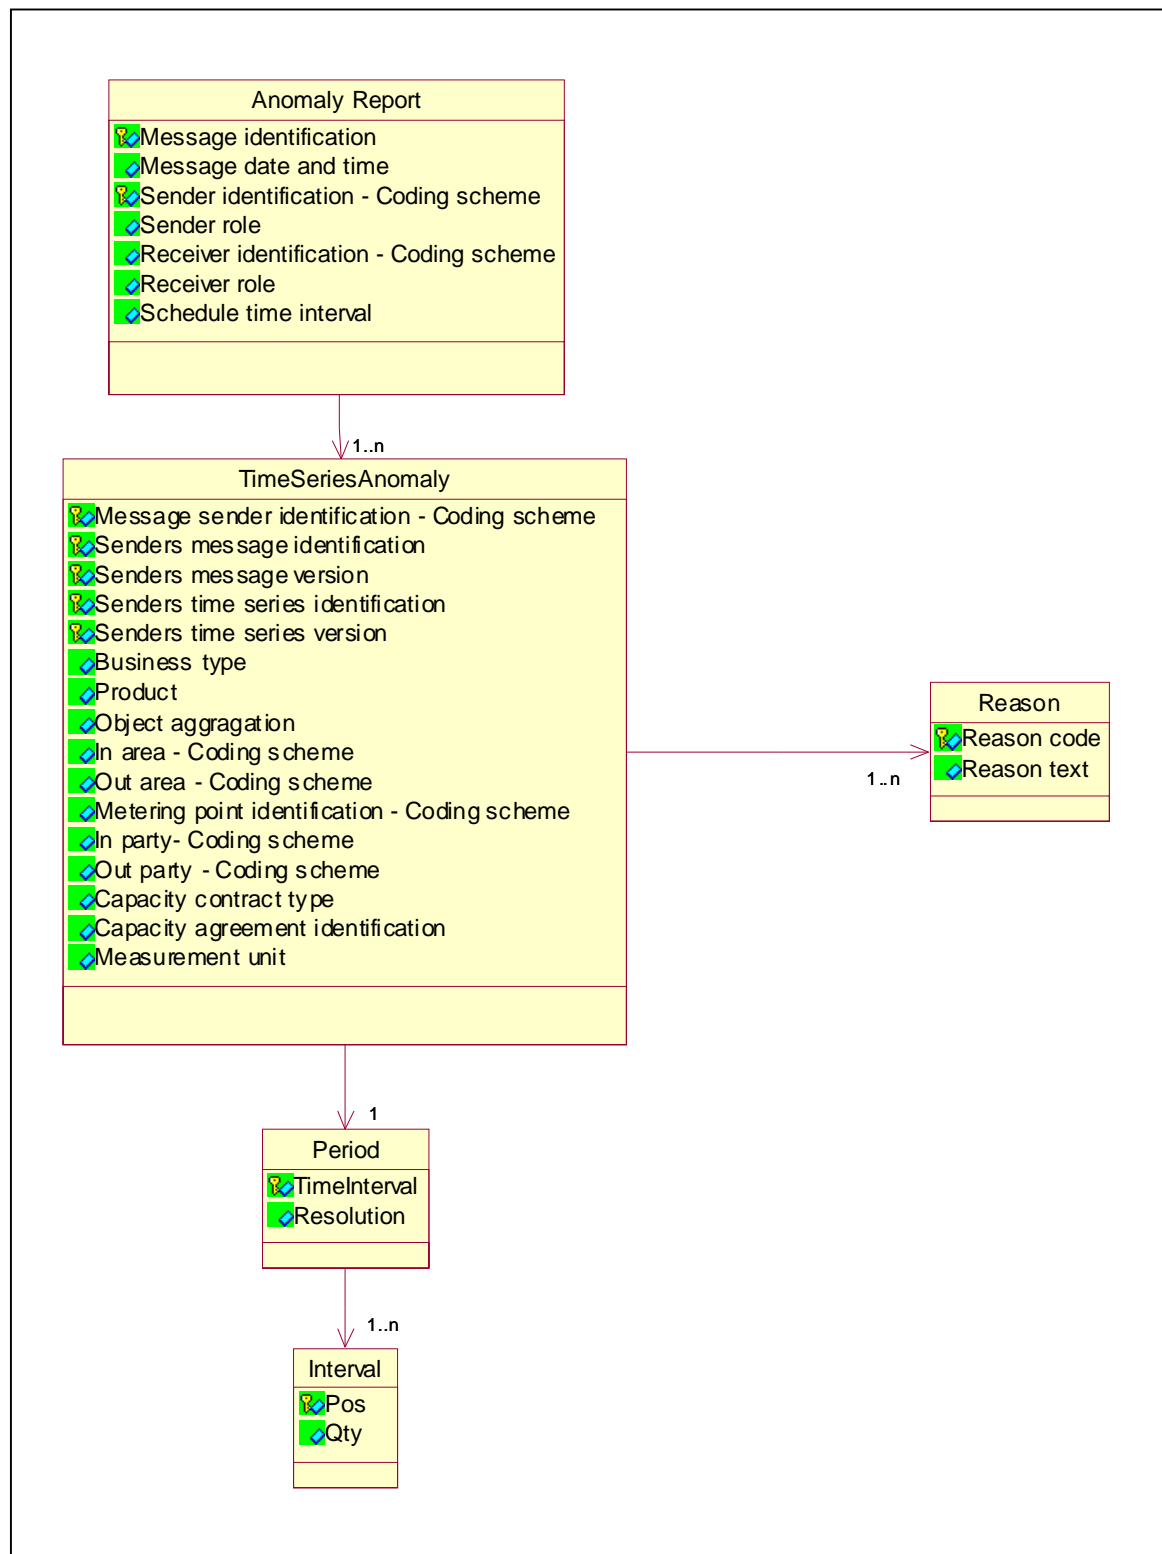 Anomaly Report
Message identification
Message date and time
Sender identification - Coding scheme
Sender role
Receiver identification - Coding scheme
Receiver role
Schedule time interval
1..n
TimeSeriesAnomaly
Message sender identification - Coding scheme
Senders message identification
Senders message version
Senders time series identification
Senders time series version
Business type
Product
Object aggragation
In area - Coding scheme
Out area - Coding scheme
Metering point identification - Coding scheme
In party- Coding scheme
Out party - Coding scheme
Capacity contract type
Capacity agreement identification
Measurement unit
1..n
Reason
Reason code
Reason text
1
Period
TimeInterval
Resolution
1..n
Interval
Pos
Qty